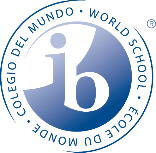 COLEGIO DEL MUNDO · WORLD SCHOOL · ÉCOLE DU MONDE ·
ib
®